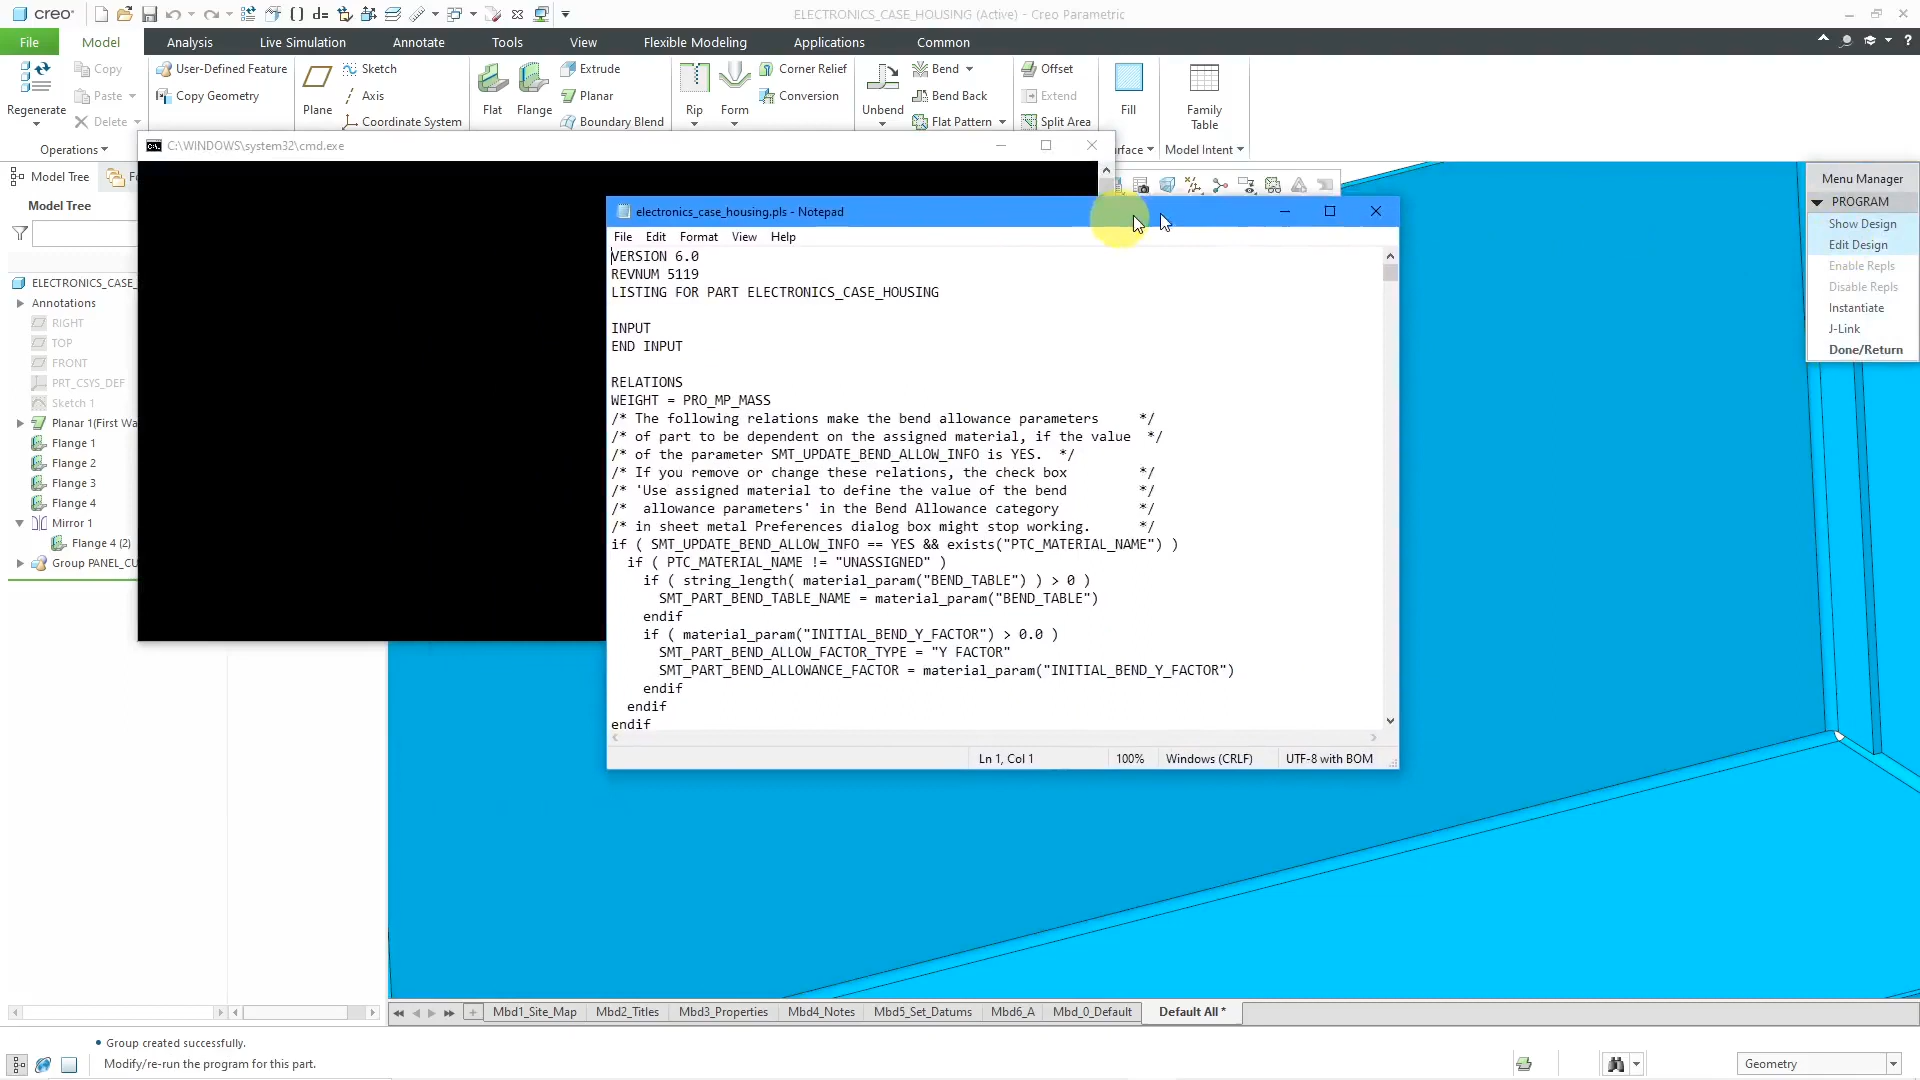 creo
ELECTRONICS_CASE_HOUSING (Active) - Creo Parametric
File Model Analysis Live Simulation Annotate Tools View Flexible Modeling Applications Common
Regenerate
Copy
Paste
Delete
Operations
User-Defined Feature
Copy Geometry
Plane
Sketch
Axis
Coordinate System
Flat
Flange
Extrude
Planar
Boundary Blend
Rip
Form
Corner Relief
Conversion
Unbend
Bend
Bend Back
Flat Pattern
Offset
Extend
Split Area
Fill
Family
Table
Model Intent
C:\WINDOWS\system32\cmd.exe
Model Tree
Model Tree
ELECTRONICS_CASE_
Annotations
RIGHT
TOP
FRONT
PRT_CSYS_DEF
Sketch 1
Planar 1(First Wa
Flange 1
Flange 2
Flange 3
Flange 4
Mirror 1
Flange 4 (2)
Group PANEL_CU
electronics_case_housing.pls - Notepad
File Edit Format View Help
VERSION 6.0
REVNUM 5119
LISTING FOR PART ELECTRONICS_CASE_HOUSING
INPUT
END INPUT
RELATIONS
WEIGHT = PRO_MP_MASS
/* The following relations make the bend allowance parameters */
/* of part to be dependent on the assigned material, if the value */
/* of the parameter SMT_UPDATE_BEND_ALLOW_INFO is YES. */
/* If you remove or change these relations, the check box */
/* 'Use assigned material to define the value of the bend */
/* allowance parameters' in the Bend Allowance category */
/* in sheet metal Preferences dialog box might stop working. */
if ( SMT_UPDATE_BEND_ALLOW_INFO == YES && exists("PTC_MATERIAL_NAME") )
if ( PTC_MATERIAL_NAME != "UNASSIGNED" )
if ( string_length( material_param("BEND_TABLE") ) > 0 )
SMT_PART_BEND_TABLE_NAME = material_param("BEND_TABLE")
endif
if ( material_param("INITIAL_BEND_Y_FACTOR") > 0.0 )
SMT_PART_BEND_ALLOW_FACTOR_TYPE = "Y FACTOR"
SMT_PART_BEND_ALLOWANCE_FACTOR = material_param("INITIAL_BEND_Y_FACTOR")
endif
endif
endif
Ln 1, Col 1 100% Windows (CRLF) UTF-8 with BOM
Menu Manager
PROGRAM
Show Design
Edit Design
Enable Repls
Disable Repls
Instantiate
J-Link
Done/Return
Mbd1_Site_Map Mbd2_Titles Mbd3_Properties Mbd4_Notes Mbd5_Set_Datums Mbd6_A Mbd_0_Default Default All *
• Group created successfully.
Modify/re-run the program for this part.
Geometry